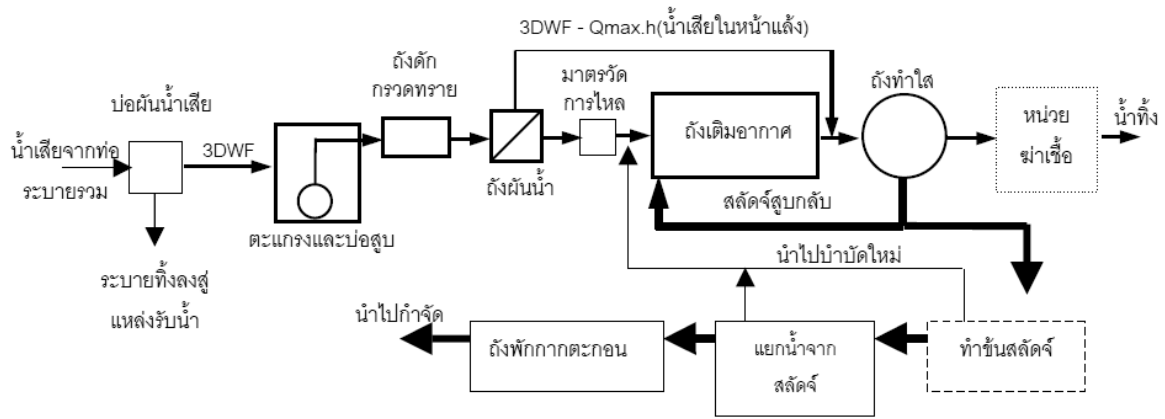 3DWF - Qmax.h(น้ำเสียในหน้าแล้ง)
ถังดัก
กรวดทราย
มาตรวัด
การไหล
ถังทำใส
บ่อผันน้ำเสีย
น้ำเสียจากท่อ
ระบายรวม
3DWF
ถังเติมอากาศ
หน่วย
ฆ่าเชื้อ
น้ำทิ้ง
ถังผันน้ำ
สลัดจ์สูบกลับ
ตะแกรงและบ่อสูบ
ระบายทิ้งลงสู่
แหล่งรับน้ำ
นำไปบำบัดใหม่
นำไปกำจัด
ถังพักกากตะกอน
แยกน้ำจาก
สลัดจ์
ทำข้นสลัดจ์